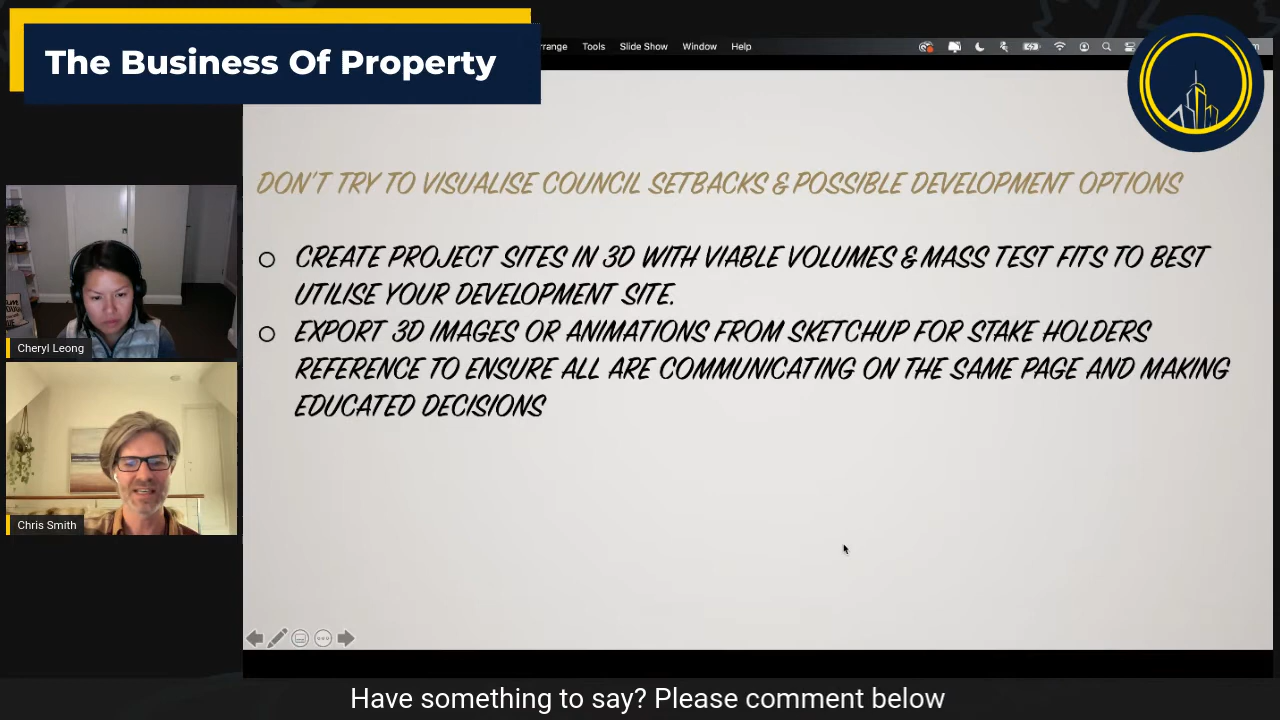 The Business Of Property
Tools Slide Show Window Help
DON'T TRY TO VISUALISE COUNCIL SETBACKS & POSSIBLE DEVELOPMENT OPTIONS
CREATE PROJECT SITES IN 3D WITH VIABLE VOLUMES & MASS TEST FITS TO BEST
UTILISE YOUR DEVELOPMENT SITE.
EXPORT 3D IMAGES OR ANIMATIONS FROM SKETCHUP FOR STAKE HOLDERS
REFERENCE TO ENSURE ALL ARE COMMUNICATING ON THE SAME PAGE AND MAKING
EDUCATED DECISIONS
Cheryl Leong
Chris Smith
Have something to say? Please comment below